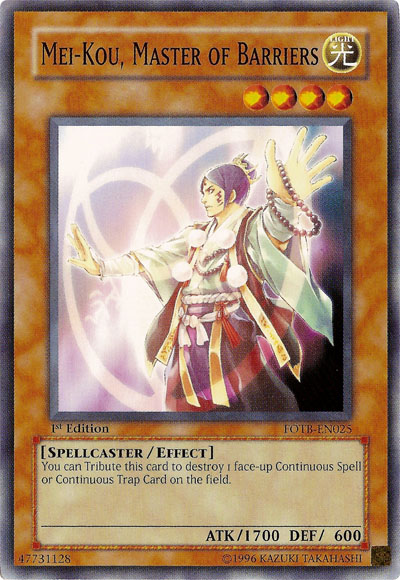 MEI-KOU, MASTER OF BARRIERS
LIGHT
光
1st Edition
FOTB-EN025
[SPELLCASTER / EFFECT]
You can Tribute this card to destroy 1 face-up Continuous Spell
or Continuous Trap Card on the field.
ATK/1700 DEF/ 600
47731128
©1996 KAZUKI TAKAHASHI